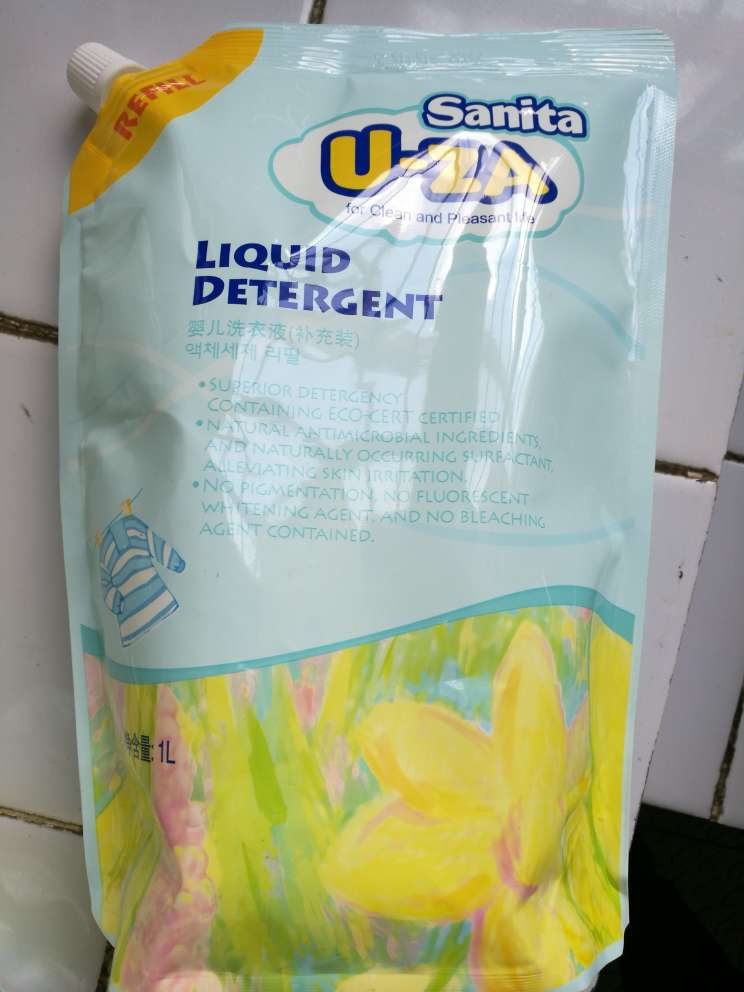 REFILL
Sanita
U-ZA
for Clean and Pleasant life
LIQUID
DETERGENT
婴儿洗衣液(补充装)
액체세제 리필
•SUPERIOR DETERGENCY
CONTAINING ECO-CERT CERTIFIED
•NATURAL ANTIMICROBIAL INGREDIENTS,
AND NATURALLY OCCURRING SURFACTANT,
ALLEVIATING SKIN IRRITATION.
•NO PIGMENTATION, NO FLUORESCENT
WHITENING AGENT, AND NO BLEACHING
AGENT CONTAINED.
容量: 1L